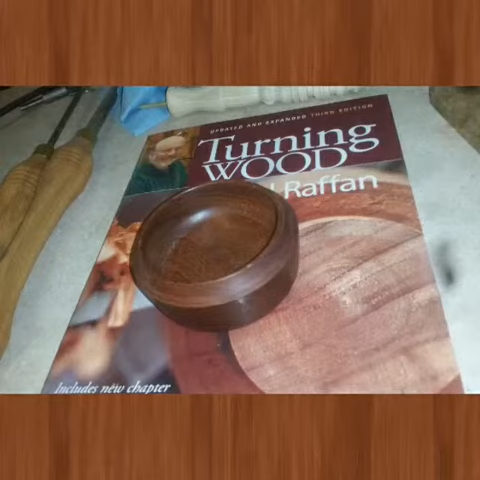 UPDATED AND EXPANDED THIRD EDITION
Turning
WOOD
Raffan
Includes new chapter